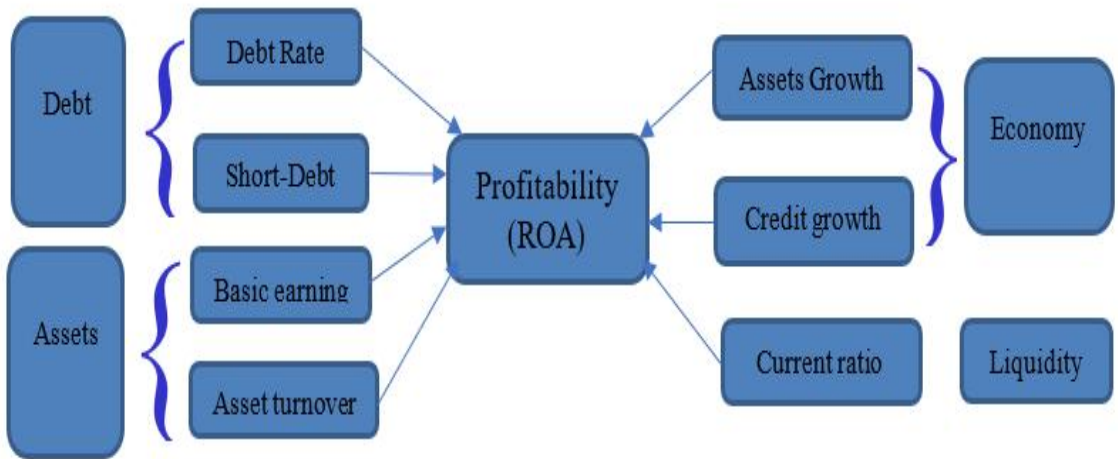 Debt
Debt Rate
Short-Debt
Assets
Basic earning
Asset turnover
Profitability
(ROA)
Assets Growth
Credit growth
Economy
Current ratio
Liquidity